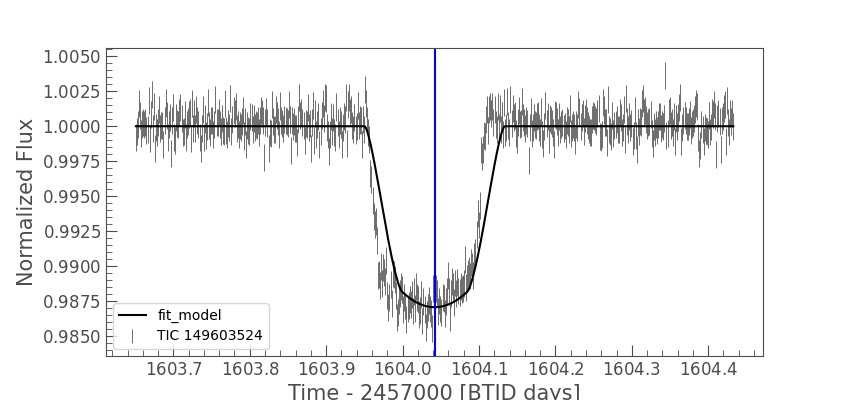 1.0050
1.0025
1.0000
0.9975
0.9950
0.9925
0.9900
0.9875
0.9850
Normalized Flux
fit_model
TIC 149603524
1603.7 1603.8 1603.9 1604.0 1604.1 1604.2 1604.3 1604.4
Time - 2457000 [BTJD days]